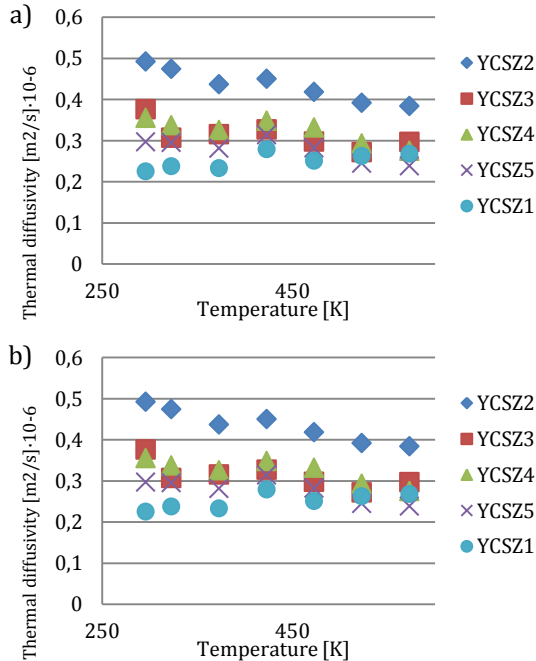 a)
Thermal diffusivity [m2/s]·10-6
0,6
0,5
0,4
0,3
0,2
0,1
0
250
450
Temperature [K]
YCSZ2
YCSZ3
YCSZ4
YCSZ5
YCSZ1
b)
Thermal diffusivity [m2/s]·10-6
0,6
0,5
0,4
0,3
0,2
0,1
0
250
450
Temperature [K]
YCSZ2
YCSZ3
YCSZ4
YCSZ5
YCSZ1